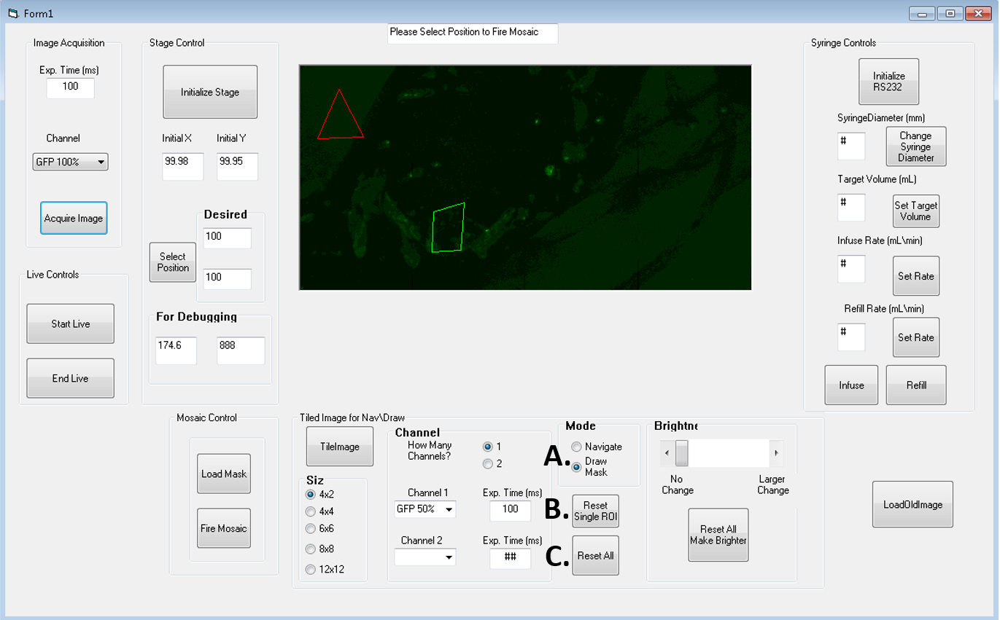 Form1
Please Select Position to Fire Mosaic
Image Acquisition
Exp. Time (ms)
100
Channel
GFP 100%
Acquire Image
Live Controls
Start Live
End Live
Stage Control
Initialize Stage
Initial X
Initial Y
99.98
99.95
Desired
100
Select
Position
100
For Debugging
174.6
888
Syringe Controls
Initialize
RS232
SyringeDiameter (mm)
#
Change
Syringe
Diameter
Target Volume (mL)
#
Set Target
Volume
Infuse Rate (mL\min)
#
Set Rate
Refill Rate (mL\min)
#
Set Rate
Infuse
Refill
Mosaic Control
Load Mask
Fire Mosaic
Tiled Image for Nav\Draw
TileImage
Siz
4x2
4x4
6x6
8x8
12x12
Channel
How Many
Channels?
1
2
Channel 1
Exp. Time (ms)
GFP 50%
100
Channel 2
Exp. Time (ms)
##
Mode
A.
Navigate
Draw
Mask
B.
Reset
Single ROI
C.
Reset All
Brightne
No
Change
Larger
Change
Reset All
Make Brighter
LoadOldImage